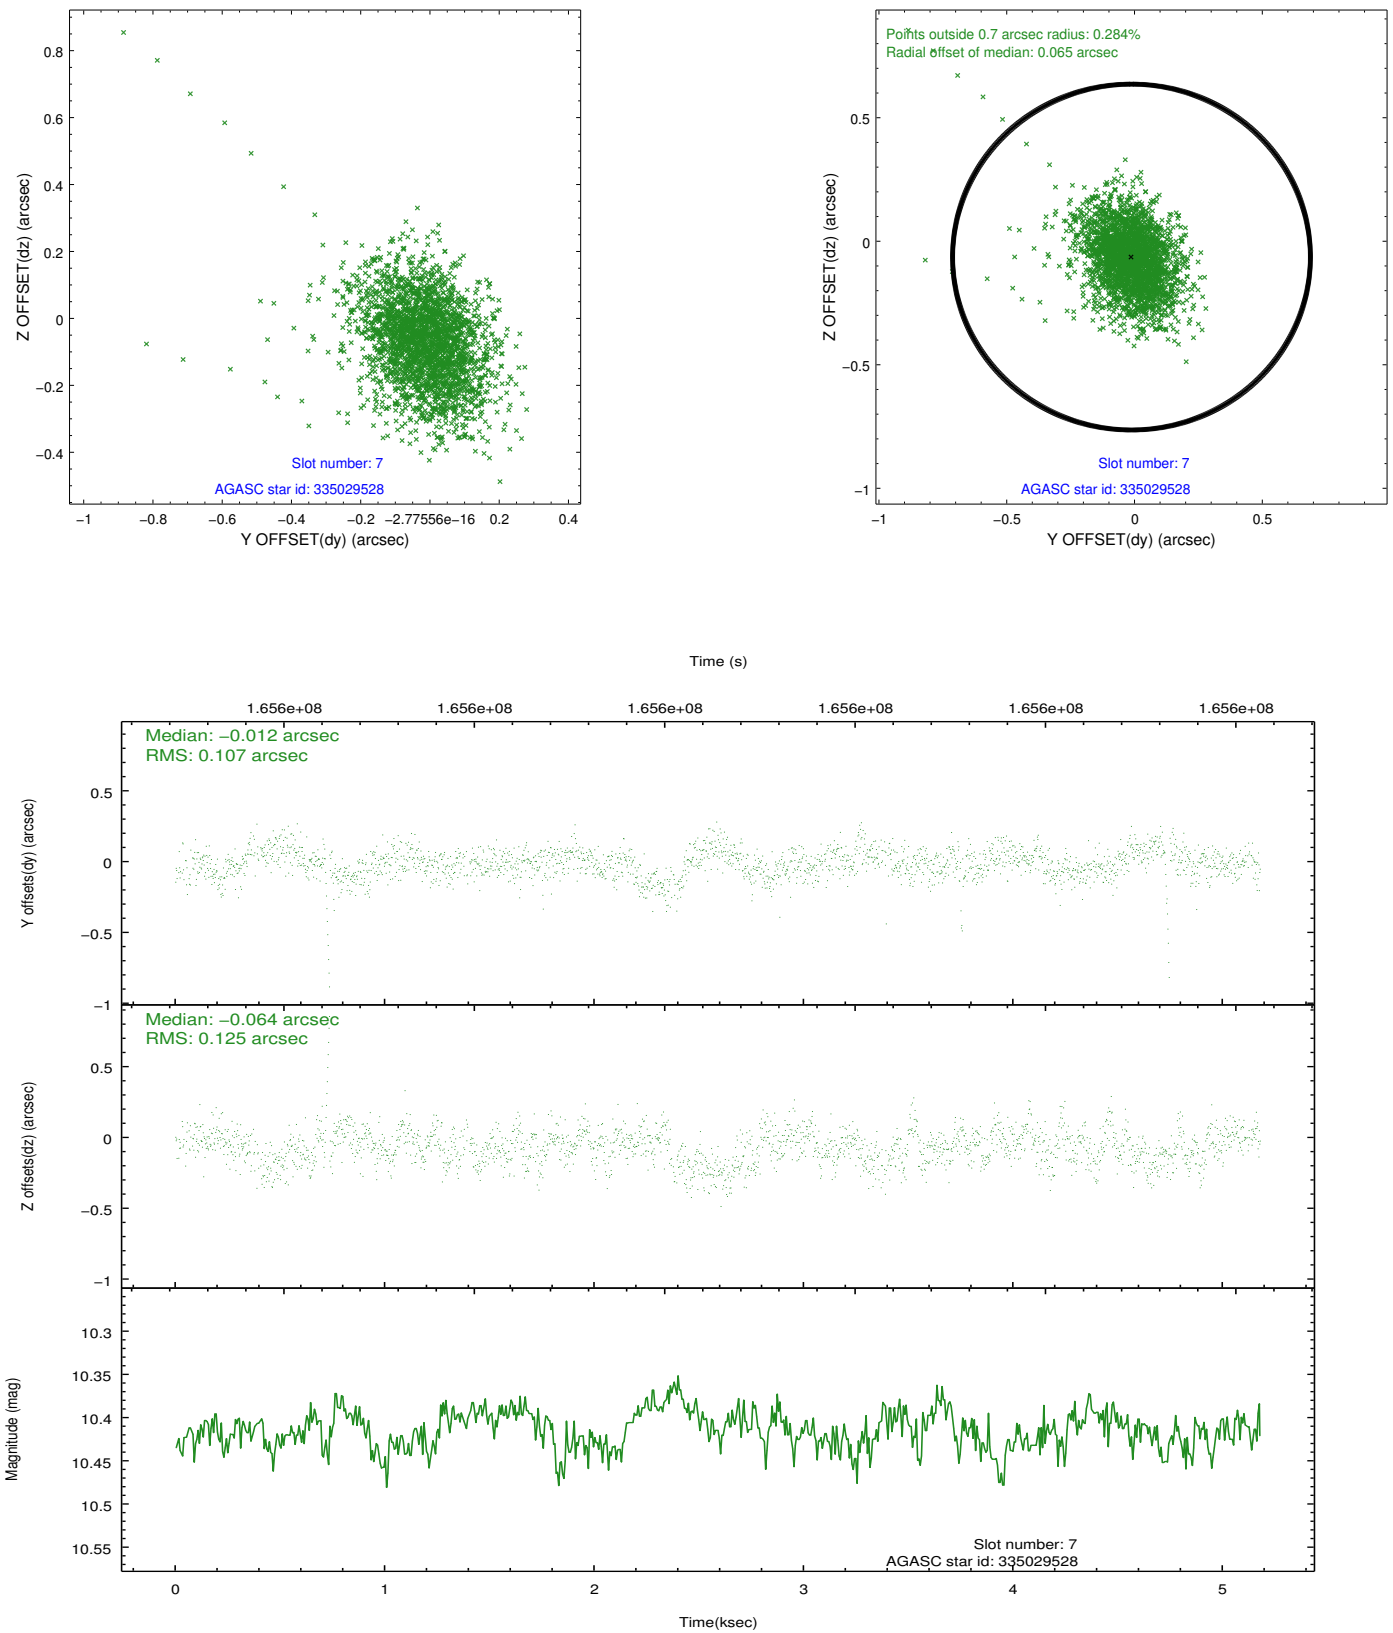 0.8
0.6
0.4
0.2
0
−0.2
−0.4
Z OFFSET(dz) (arcsec)
Slot number: 7
AGASC star id: 335029528
−1 −0.8 −0.6 −0.4 −0.2 −2.77556e−16 0.2 0.4
Y OFFSET(dy) (arcsec)
Points outside 0.7 arcsec radius: 0.284%
Radial offset of median: 0.065 arcsec
0.5
0
−0.5
−1
Z OFFSET(dz) (arcsec)
Slot number: 7
AGASC star id: 335029528
−1 −0.5 0 0.5
Y OFFSET(dy) (arcsec)
Time (s)
1.656e+08 1.656e+08 1.656e+08 1.656e+08 1.656e+08 1.656e+08
Median: −0.012 arcsec
RMS: 0.107 arcsec
0.5
0
−0.5
−1
Y offsets(dy) (arcsec)
Median: −0.064 arcsec
RMS: 0.125 arcsec
0.5
0
−0.5
−1
Z offsets(dz) (arcsec)
10.3
10.35
10.4
10.45
10.5
10.55
Magnitude (mag)
Slot number: 7
AGASC star id: 335029528
0 1 2 3 4 5
Time(ksec)